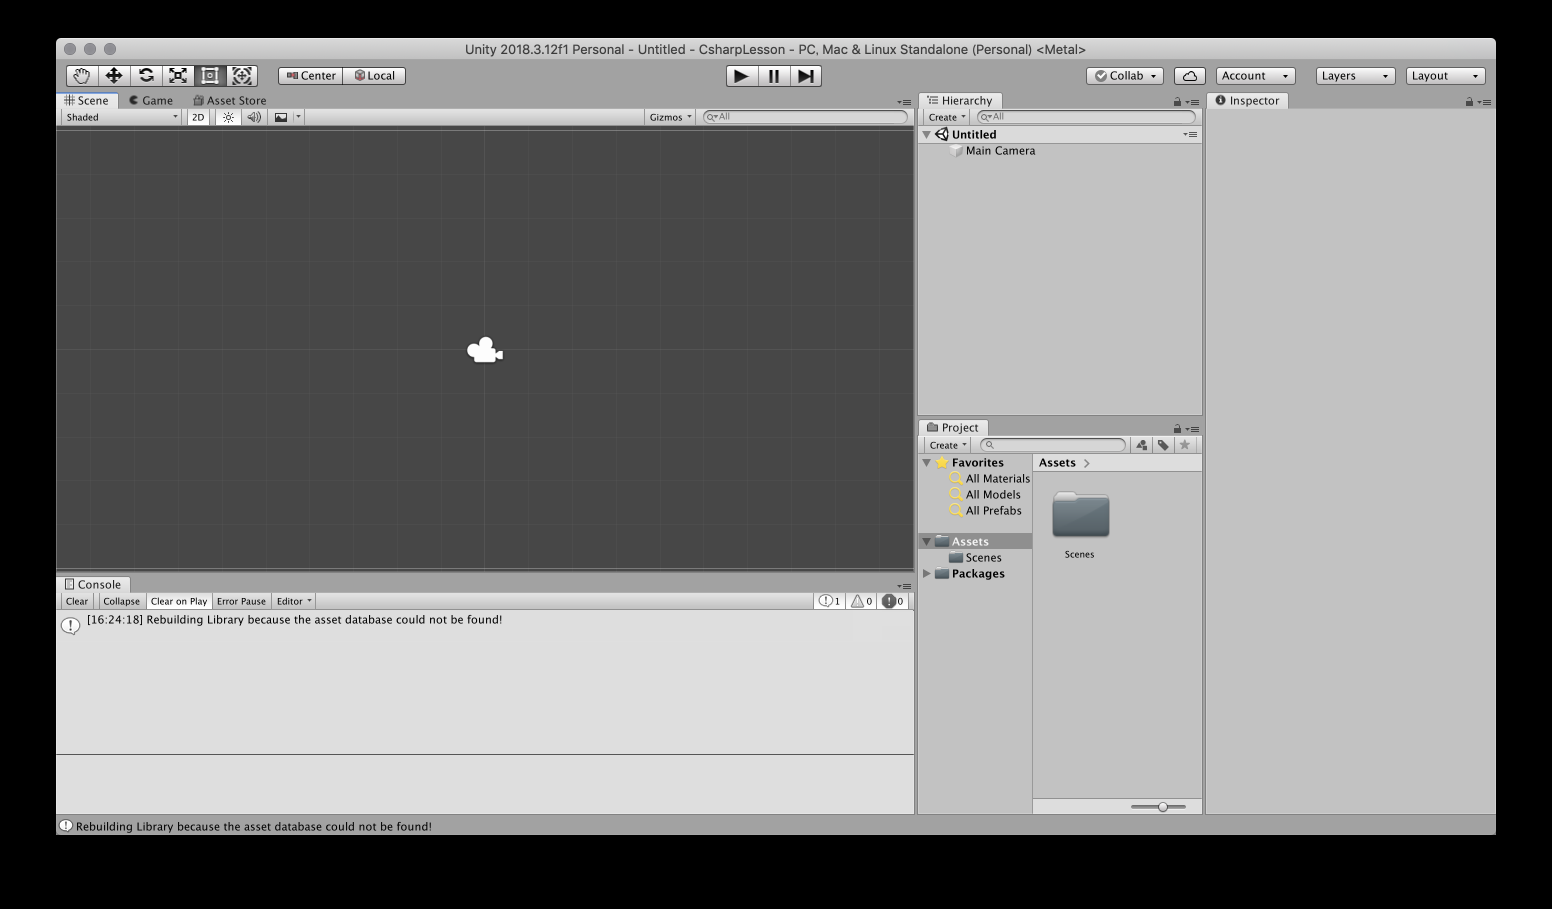 Unity 2018.3.12f1 Personal - Untitled - CsharpLesson - PC, Mac & Linux Standalone (Personal) <Metal>
Center Local Collab Account Layers Layout
Scene Game Asset Store
Shaded 2D Gizmos All
Hierarchy
Create All
Untitled
Main Camera
Inspector
Project
Create
Favorites
All Materials
All Models
All Prefabs
Assets
Scenes
Packages
Assets
Scenes
Console
Clear Collapse Clear on Play Error Pause Editor 1 0 0
[16:24:18] Rebuilding Library because the asset database could not be found!
Rebuilding Library because the asset database could not be found!